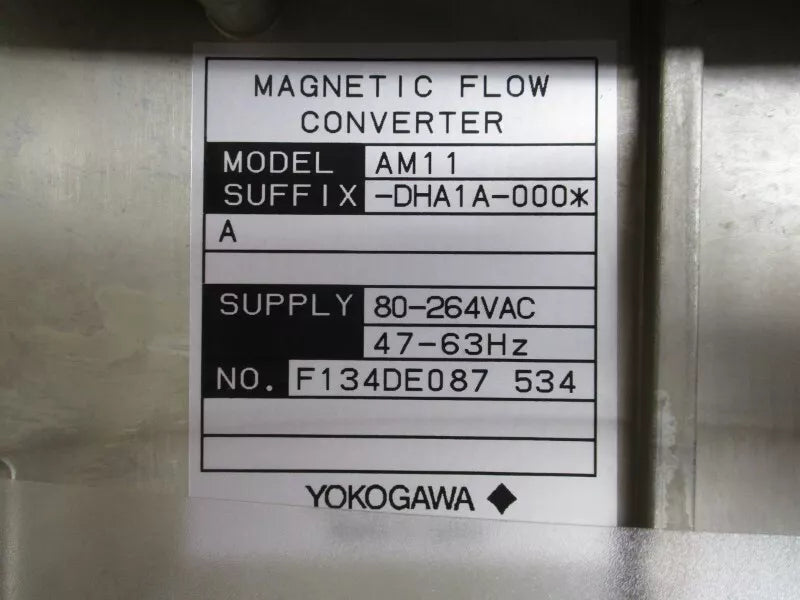 MAGNETIC FLOW
CONVERTER
MODEL AM11
SUFFIX -DHA1A-000*
A
SUPPLY 80-264VAC
47-63Hz
NO. F134DE087 534
YOKOGAWA ◆